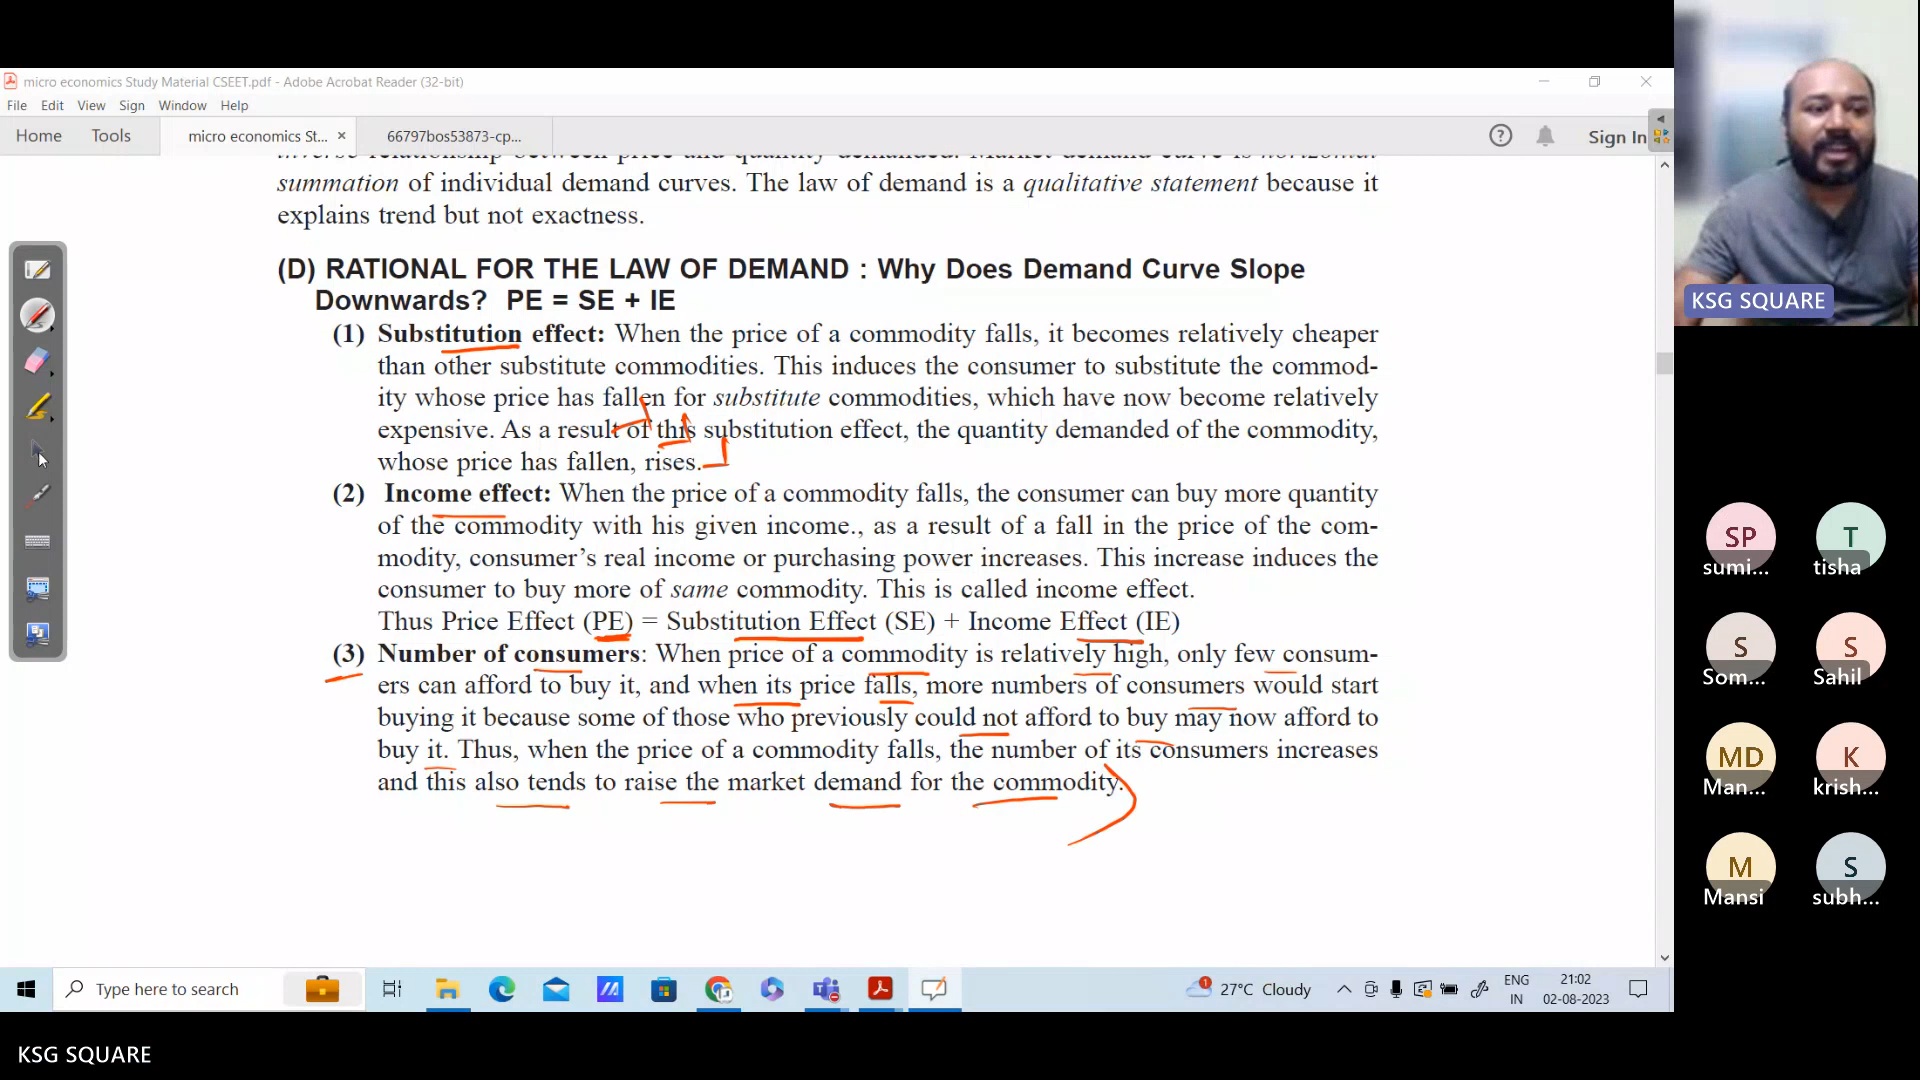 micro economics Study Material CSEET.pdf - Adobe Acrobat Reader (32-bit)
File Edit View Sign Window Help
Home Tools micro economics St... × 66797bos53873-cp... Sign In
inverse relationship between price and quantity demanded. Market demand curve is horizontal
summation of individual demand curves. The law of demand is a qualitative statement because it
explains trend but not exactness.
(D) RATIONAL FOR THE LAW OF DEMAND : Why Does Demand Curve Slope
Downwards? PE = SE + IE
(1) Substitution effect: When the price of a commodity falls, it becomes relatively cheaper
than other substitute commodities. This induces the consumer to substitute the commod-
ity whose price has fallen for substitute commodities, which have now become relatively
expensive. As a result of this substitution effect, the quantity demanded of the commodity,
whose price has fallen, rises.
(2) Income effect: When the price of a commodity falls, the consumer can buy more quantity
of the commodity with his given income., as a result of a fall in the price of the com-
modity, consumer's real income or purchasing power increases. This increase induces the
consumer to buy more of same commodity. This is called income effect.
Thus Price Effect (PE) = Substitution Effect (SE) + Income Effect (IE)
(3) Number of consumers: When price of a commodity is relatively high, only few consum-
ers can afford to buy it, and when its price falls, more numbers of consumers would start
buying it because some of those who previously could not afford to buy may now afford to
buy it. Thus, when the price of a commodity falls, the number of its consumers increases
and this also tends to raise the market demand for the commodity.
KSG SQUARE
SP T
sumi... tisha
S S
Som... Sahil
MD K
Man... krish...
M S
Mansi subh...
Type here to search
27°C Cloudy
ENG
IN
21:02
02-08-2023
KSG SQUARE